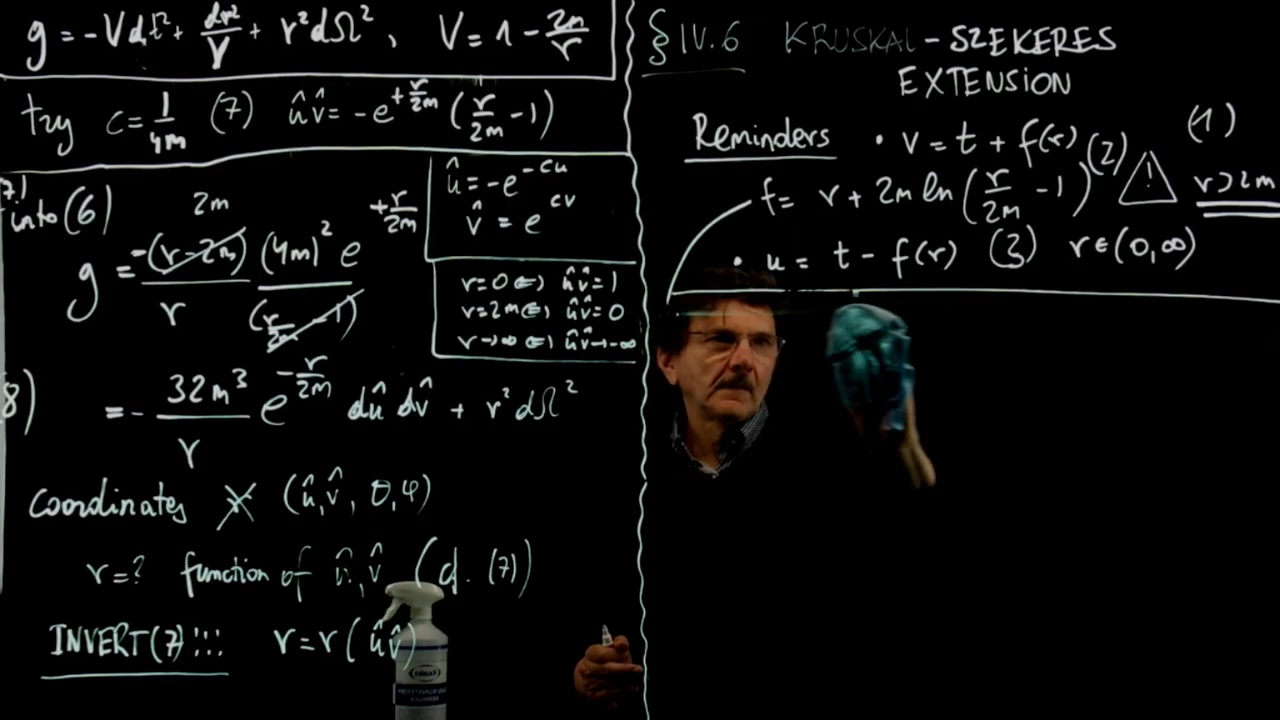 g = -Vdt² + dr²/V + r²dΩ², V = 1 - 2m/r
try c = 1/4m (7) ûv̂ = -e^{+r/2m} (r/2m - 1)
(7) into (6)
û = -e^{-cu}
v̂ = e^{cv}
2m
g = -(r-2m)/r (4m)² e^{+r/2m}/(r/2m - 1)
r=0 ⇔ ûv̂=1
r=2m ⇔ ûv̂=0
r→∞ ⇔ ûv̂→-∞
8) = - 32m³/r e^{-r/2m} dû dv̂ + r²dΩ²
coordinates (û, v̂, θ, φ)
r=? function of û, v̂ (cf. (7))
INVERT (7)!!! r = r(ûv̂)
§ IV.6 KRUSKAL-SZEKERES
EXTENSION
Reminders • v = t + f(r) (1)
f = r + 2m ln (r/2m - 1) (2) ! r>2m
• u = t - f(r) (3) r∈(0,∞)